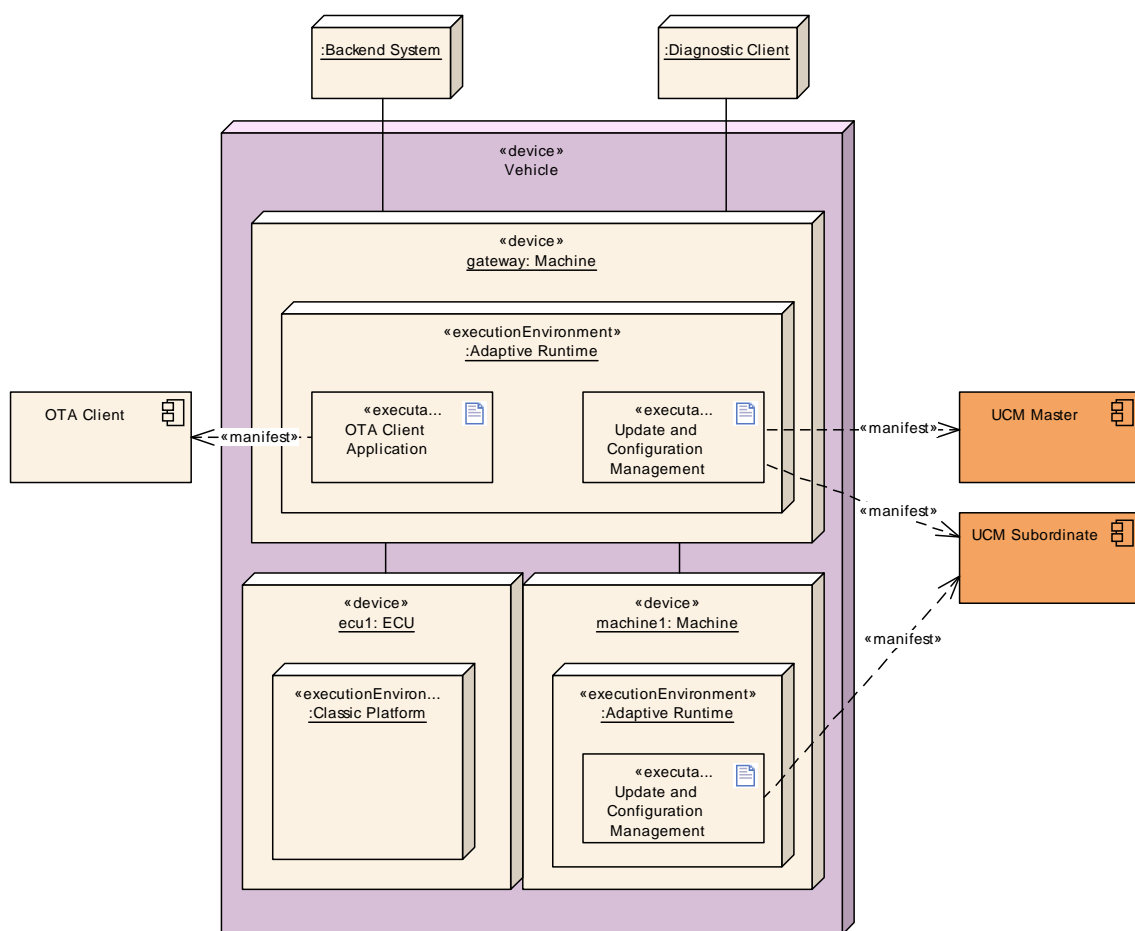 :Backend System
:Diagnostic Client
«device»
Vehicle
«device»
gateway: Machine
«executionEnvironment»
:Adaptive Runtime
OTA Client
«manifest»
«executa...
OTA Client
Application
«executa...
Update and
Configuration
Management
«manifest»
UCM Master
«manifest»
UCM Subordinate
«device»
ecu1: ECU
«executionEnviron...
:Classic Platform
«device»
machine1: Machine
«executionEnvironment»
:Adaptive Runtime
«executa...
Update and
Configuration
Management
«manifest»